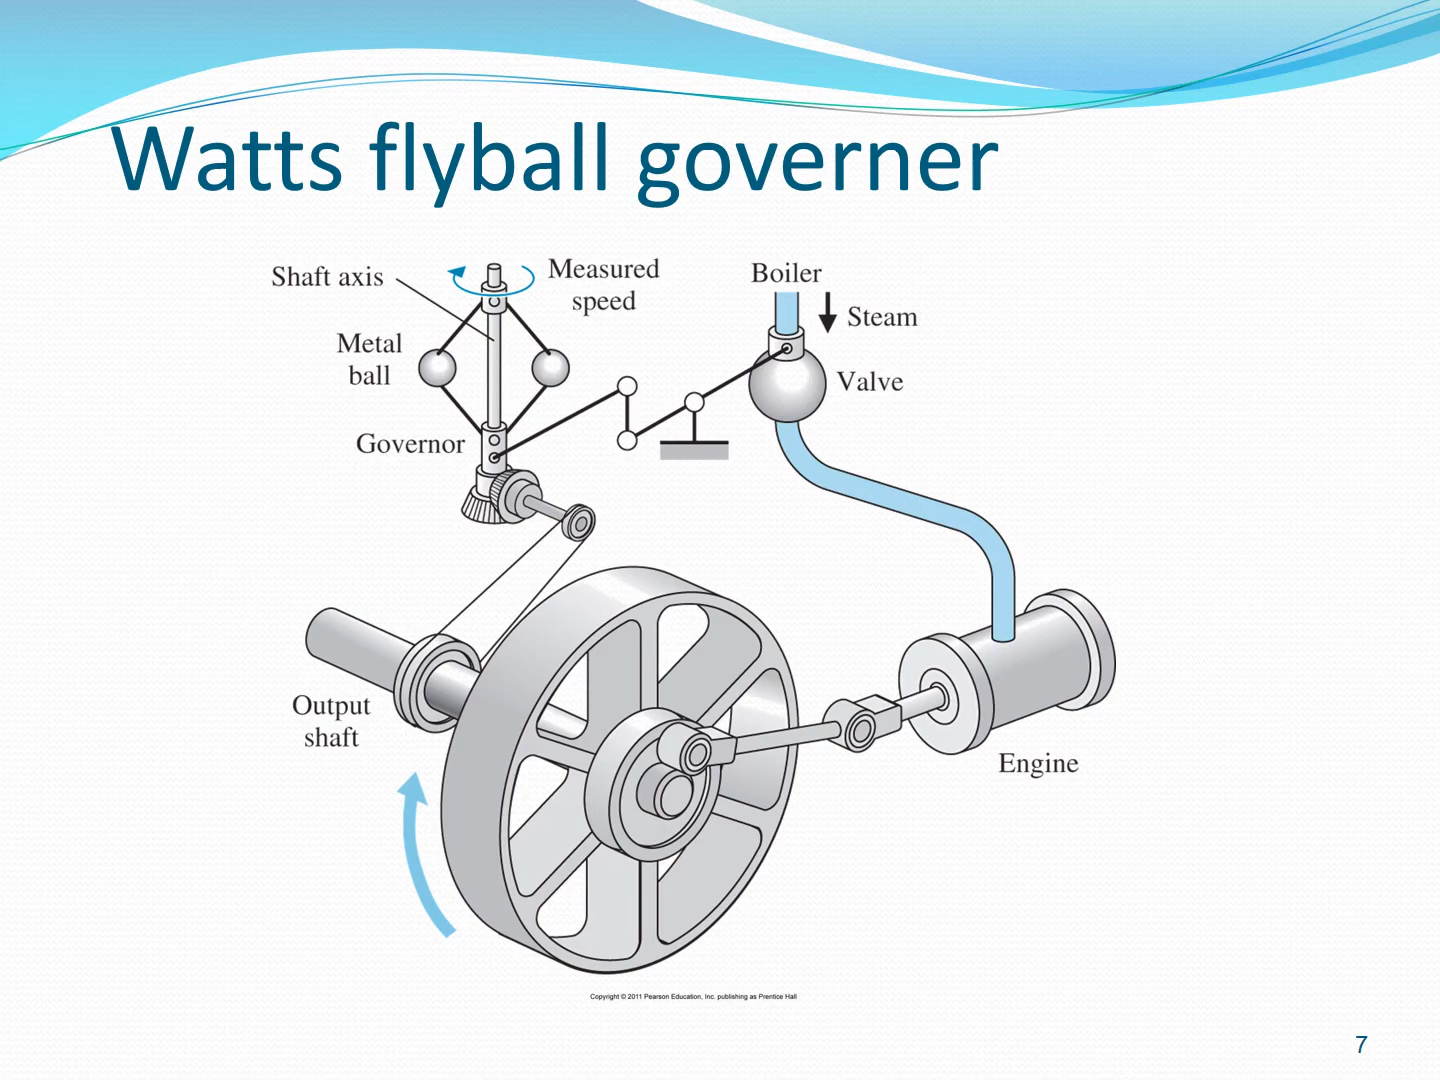 Watts flyball governer
Shaft axis
Measured
speed
Boiler
Steam
Metal
ball
Valve
Governor
Output
shaft
Engine
Copyright © 2011 Pearson Education, Inc. publishing as Prentice Hall
7